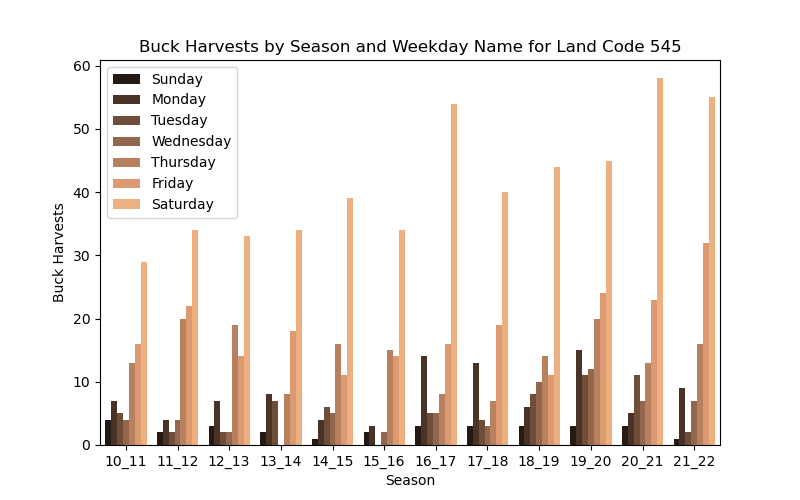 Buck Harvests by Season and Weekday Name for Land Code 545
60
50
40
30
20
10
0
Buck Harvests
Sunday
Monday
Tuesday
Wednesday
Thursday
Friday
Saturday
10_11 11_12 12_13 13_14 14_15 15_16 16_17 17_18 18_19 19_20 20_21 21_22
Season